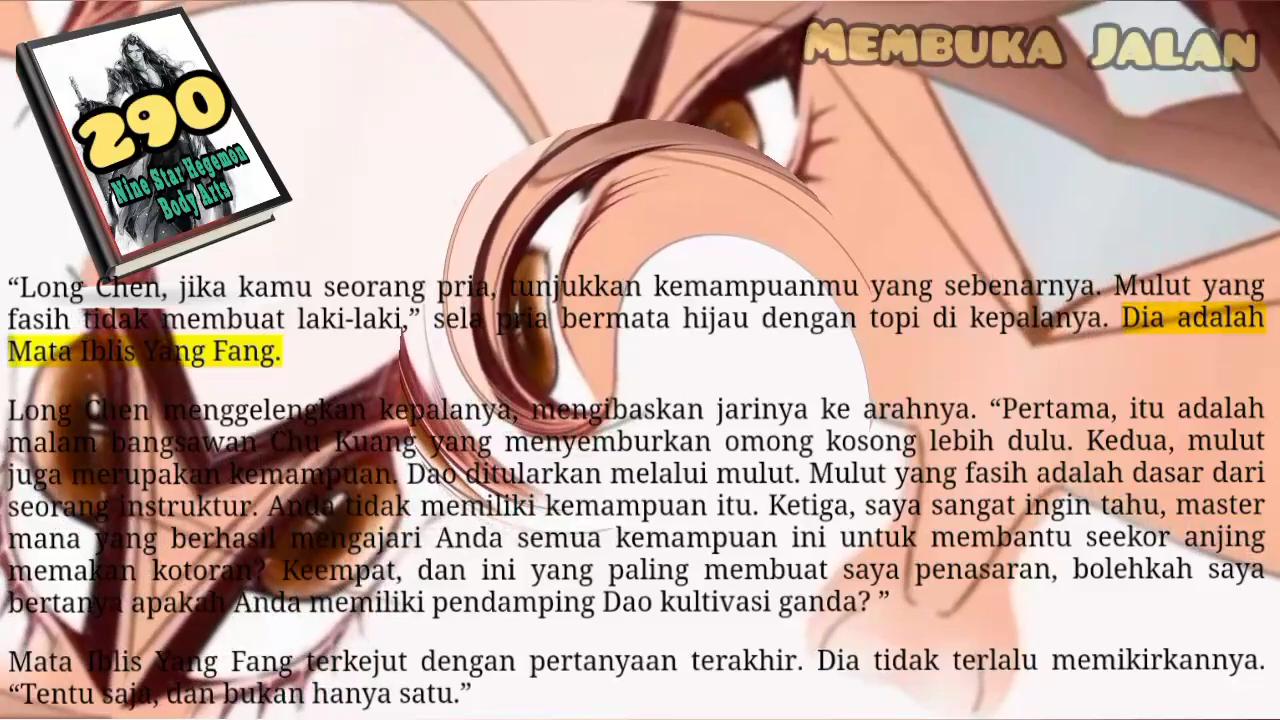 Membuka Jalan
290
Nine Star Hegemon
Body Arts
“Long Chen, jika kamu seorang pria, tunjukkan kemampuanmu yang sebenarnya. Mulut yang
fasih tidak membuat laki-laki,” sela pria bermata hijau dengan topi di kepalanya. Dia adalah
Mata Iblis Yang Fang.
Long Chen menggelengkan kepalanya, mengibaskan jarinya ke arahnya. “Pertama, itu adalah
malam bangsawan Chu Kuang yang menyemburkan omong kosong lebih dulu. Kedua, mulut
juga merupakan kemampuan. Dao ditularkan melalui mulut. Mulut yang fasih adalah dasar dari
seorang instruktur. Anda tidak memiliki kemampuan itu. Ketiga, saya sangat ingin tahu, master
mana yang berhasil mengajari Anda semua kemampuan ini untuk membantu seekor anjing
memakan kotoran? Keempat, dan ini yang paling membuat saya penasaran, bolehkah saya
bertanya apakah Anda memiliki pendamping Dao kultivasi ganda? ”
Mata Iblis Yang Fang terkejut dengan pertanyaan terakhir. Dia tidak terlalu memikirkannya.
“Tentu saja, dan bukan hanya satu.”